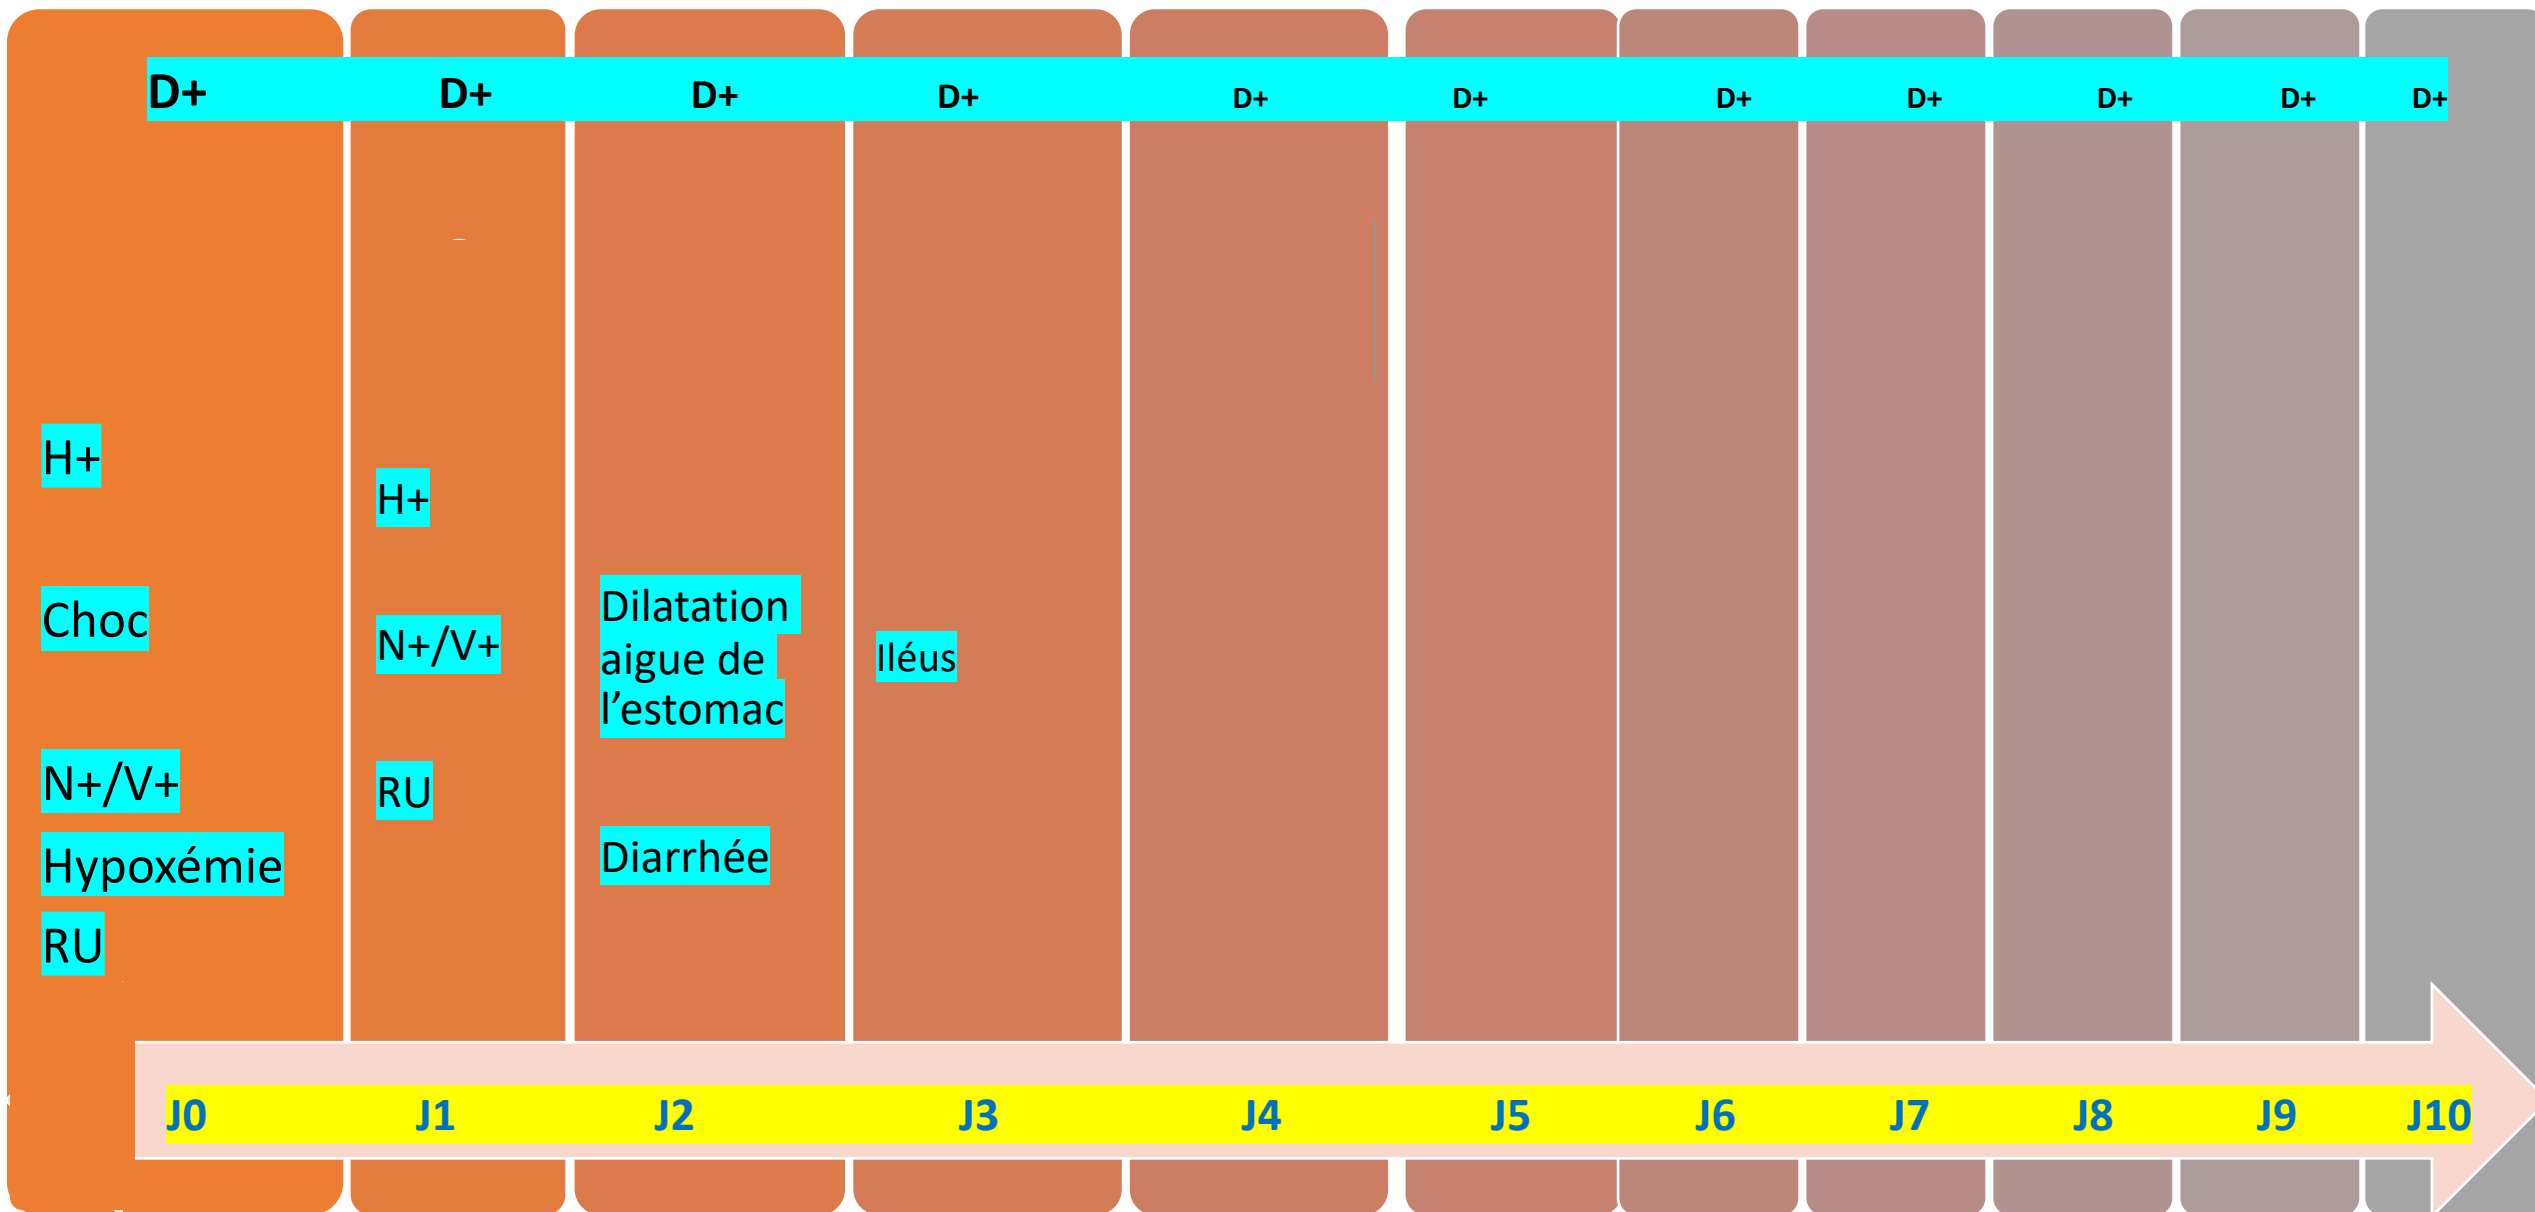 D+ D+ D+ D+ D+ D+ D+ D+ D+ D+ D+
H+
Choc
N+/V+
Hypoxémie
RU
H+
N+/V+
RU
Dilatation
aigue de
l’estomac
Diarrhée
Iléus
J0 J1 J2 J3 J4 J5 J6 J7 J8 J9 J10